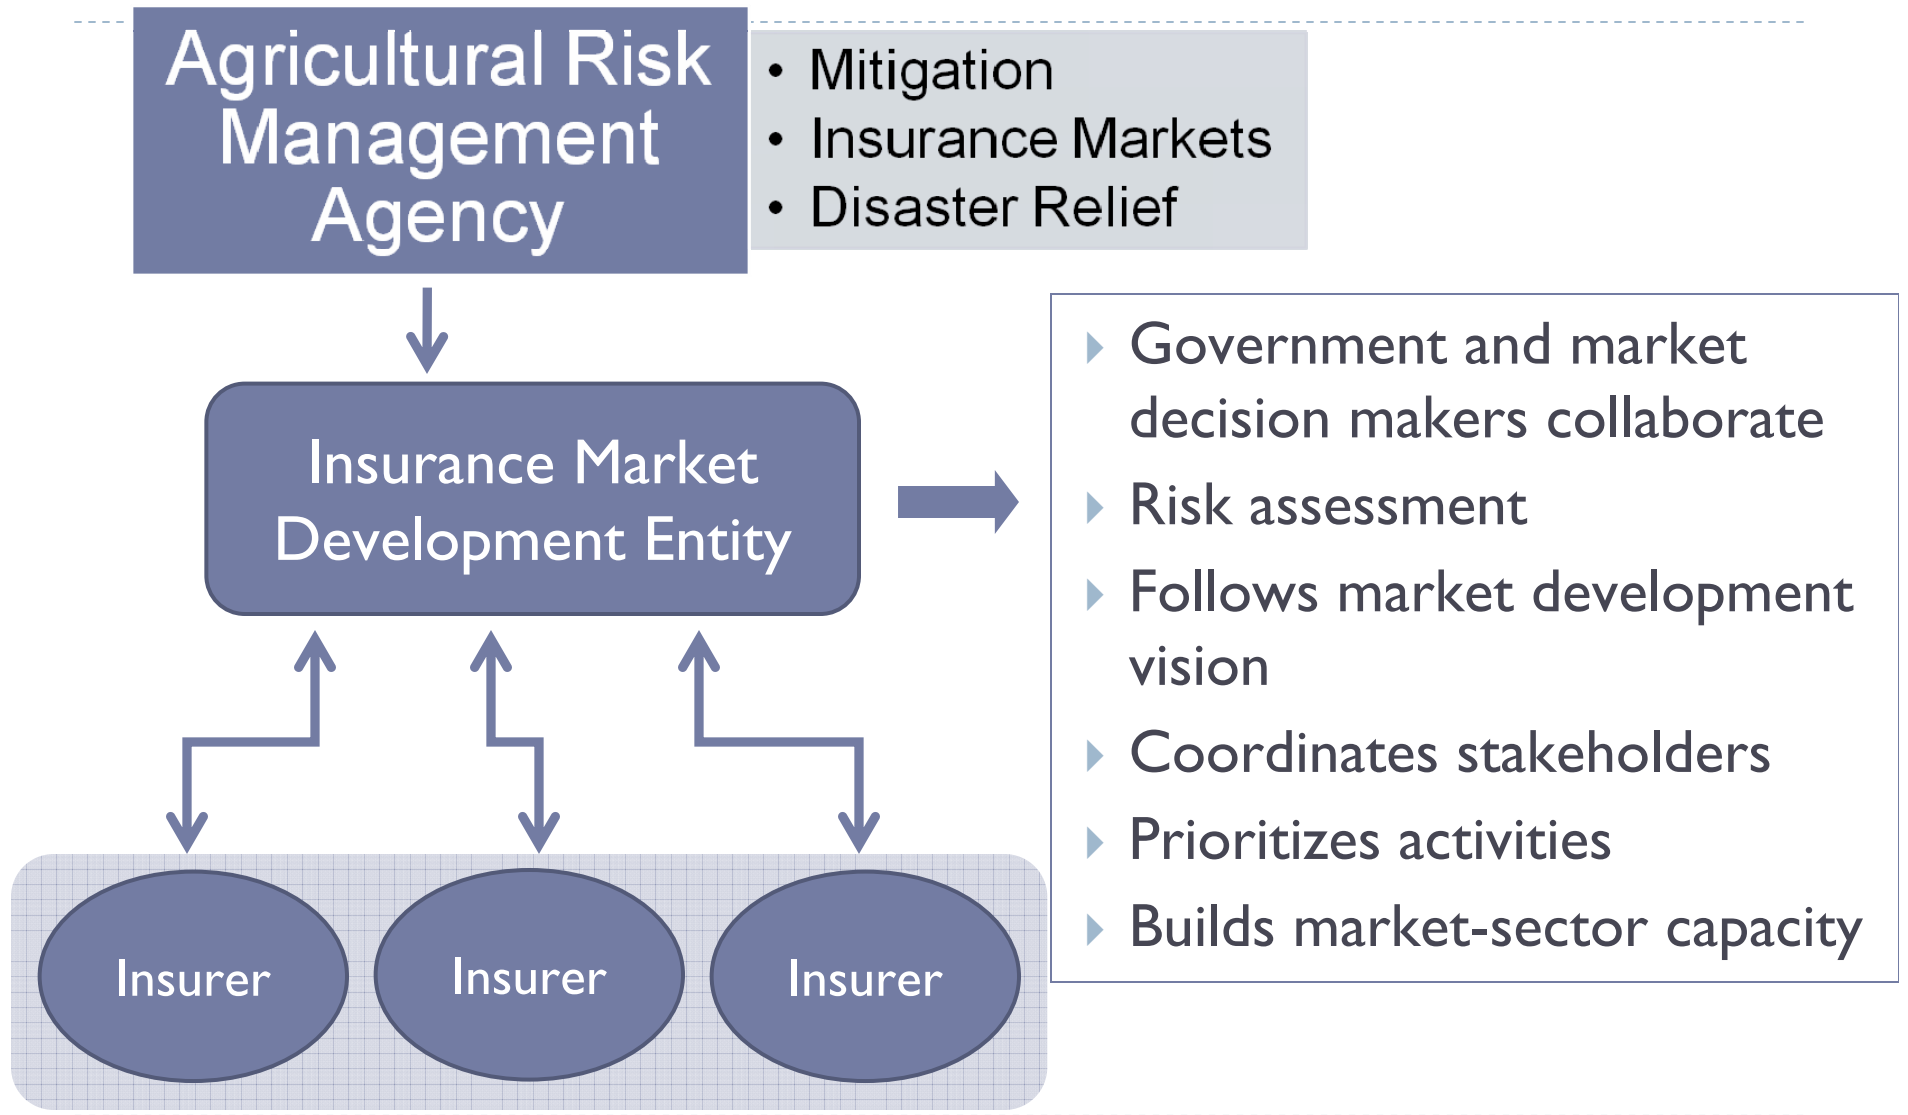 Agricultural Risk
Management
Agency
• Mitigation
• Insurance Markets
• Disaster Relief
Insurance Market
Development Entity
Government and market
decision makers collaborate
Risk assessment
Follows market development
vision
Coordinates stakeholders
Prioritizes activities
Builds market-sector capacity
Insurer
Insurer
Insurer